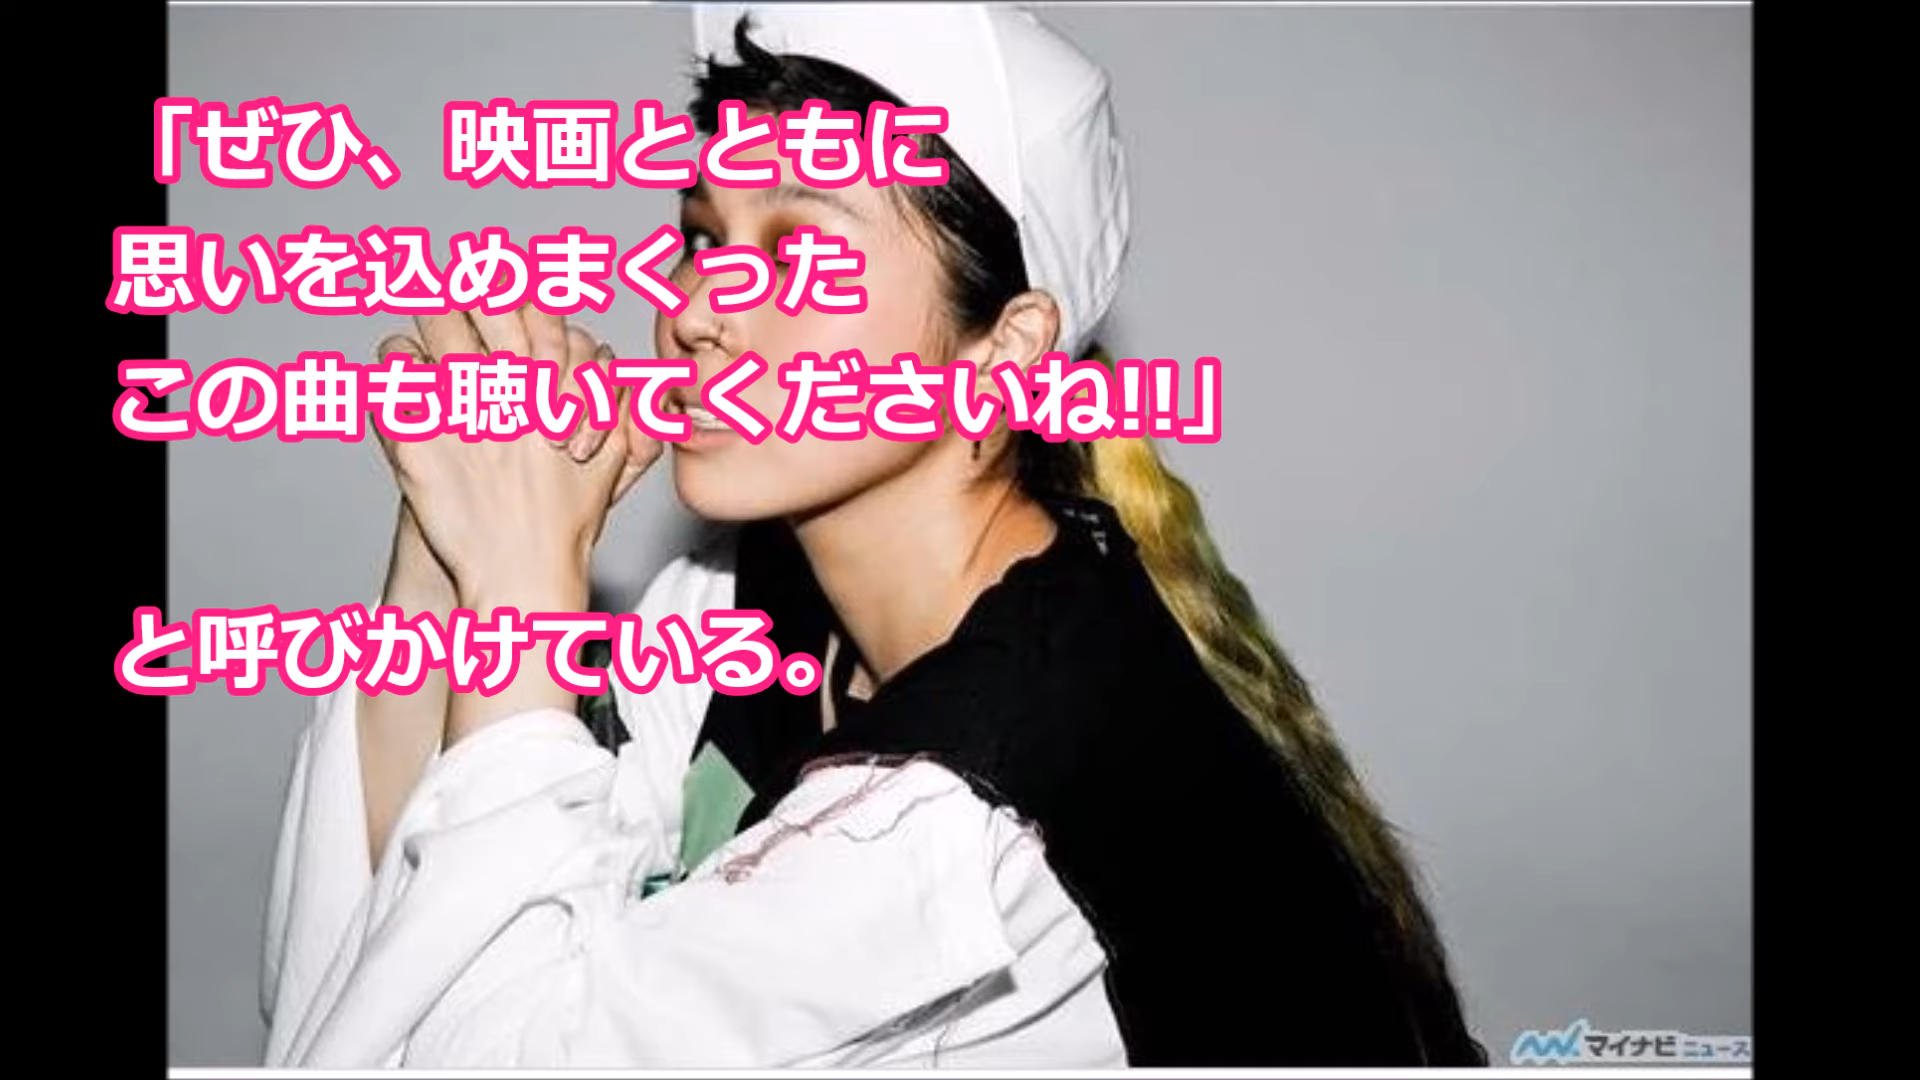 「ぜひ、映画とともに
思いを込めまくった
この曲も聴いてくださいね!!」
と呼びかけている。
マイナビニュース